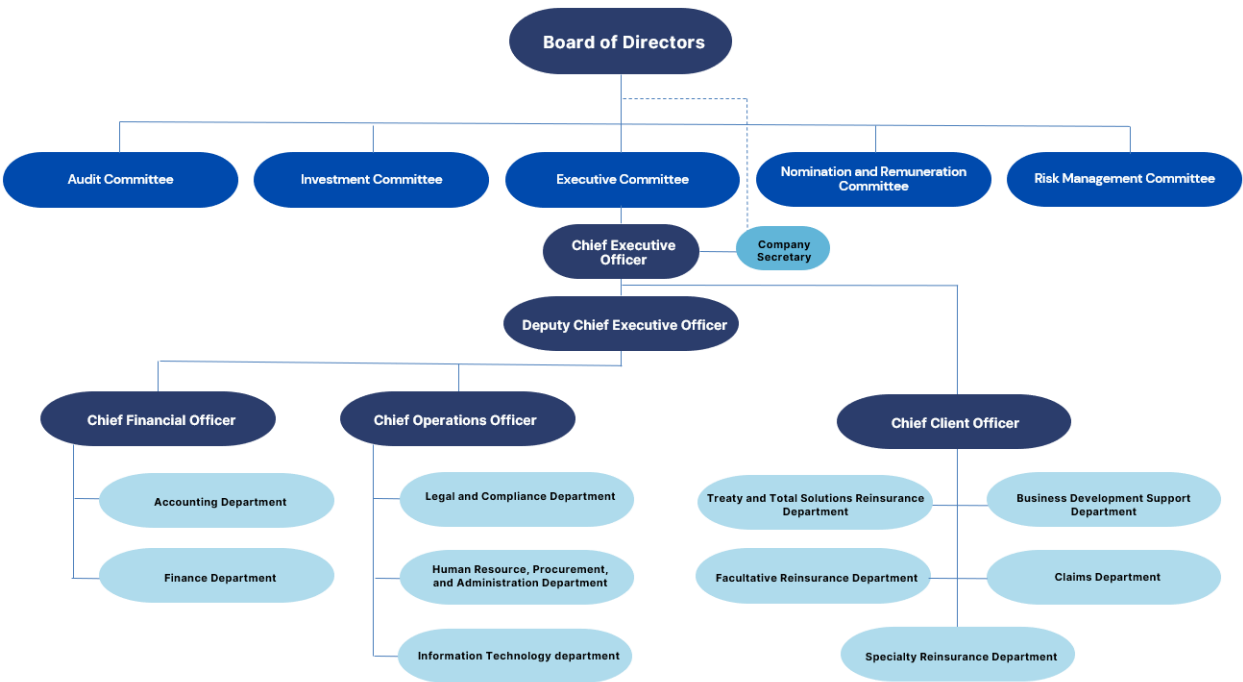 Board of Directors
Audit Committee
Investment Committee
Executive Committee
Nomination and Remuneration
Committee
Risk Management Committee
Chief Executive
Officer
Company
Secretary
Deputy Chief Executive Officer
Chief Financial Officer
Chief Operations Officer
Chief Client Officer
Accounting Department
Finance Department
Legal and Compliance Department
Human Resource, Procurement,
and Administration Department
Information Technology department
Treaty and Total Solutions Reinsurance
Department
Business Development Support
Department
Facultative Reinsurance Department
Claims Department
Specialty Reinsurance Department